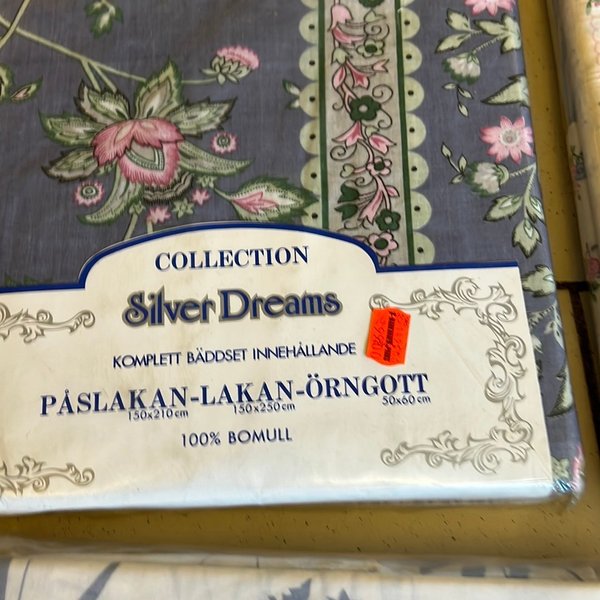 COLLECTION
Silver Dreams
KOMPLETT BÄDDSET INNEHÅLLANDE
PÅSLAKAN-LAKAN-ÖRNGOTT
150x210cm 150x250cm 50x60cm
100% BOMULL